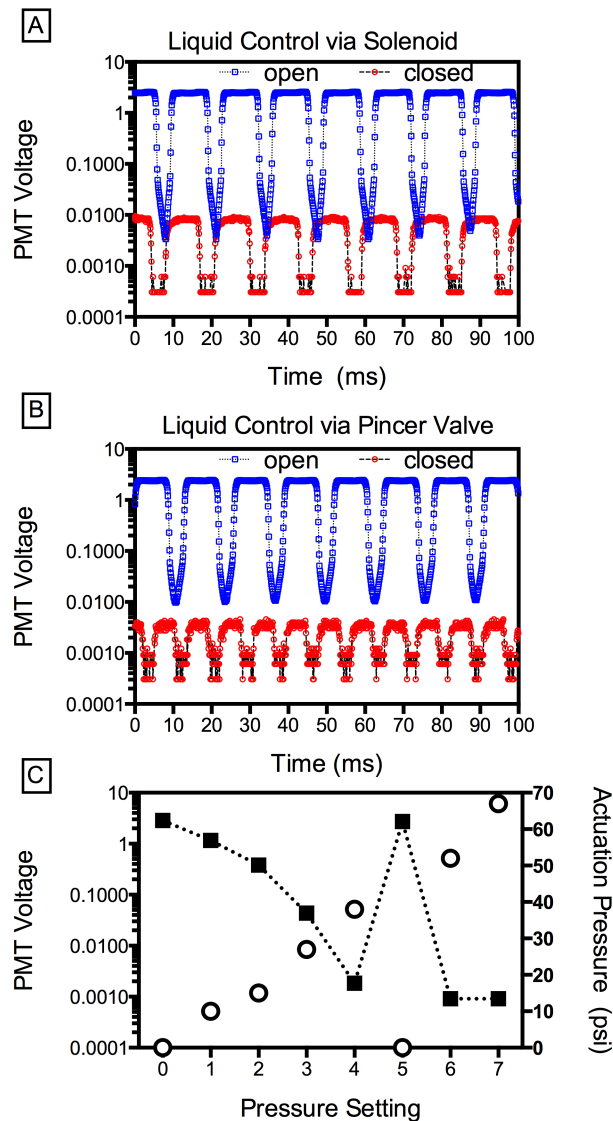 A
Liquid Control via Solenoid
open closed
10
1
0.1000
0.0100
0.0010
0.0001
PMT Voltage
0 10 20 30 40 50 60 70 80 90 100
Time (ms)
B
Liquid Control via Pincer Valve
open closed
10
1
0.1000
0.0100
0.0010
0.0001
PMT Voltage
0 10 20 30 40 50 60 70 80 90 100
Time (ms)
C
10
1
0.1000
0.0100
0.0010
0.0001
PMT Voltage
70
60
50
40
30
20
10
0
Actuation Pressure (psi)
0 1 2 3 4 5 6 7
Pressure Setting